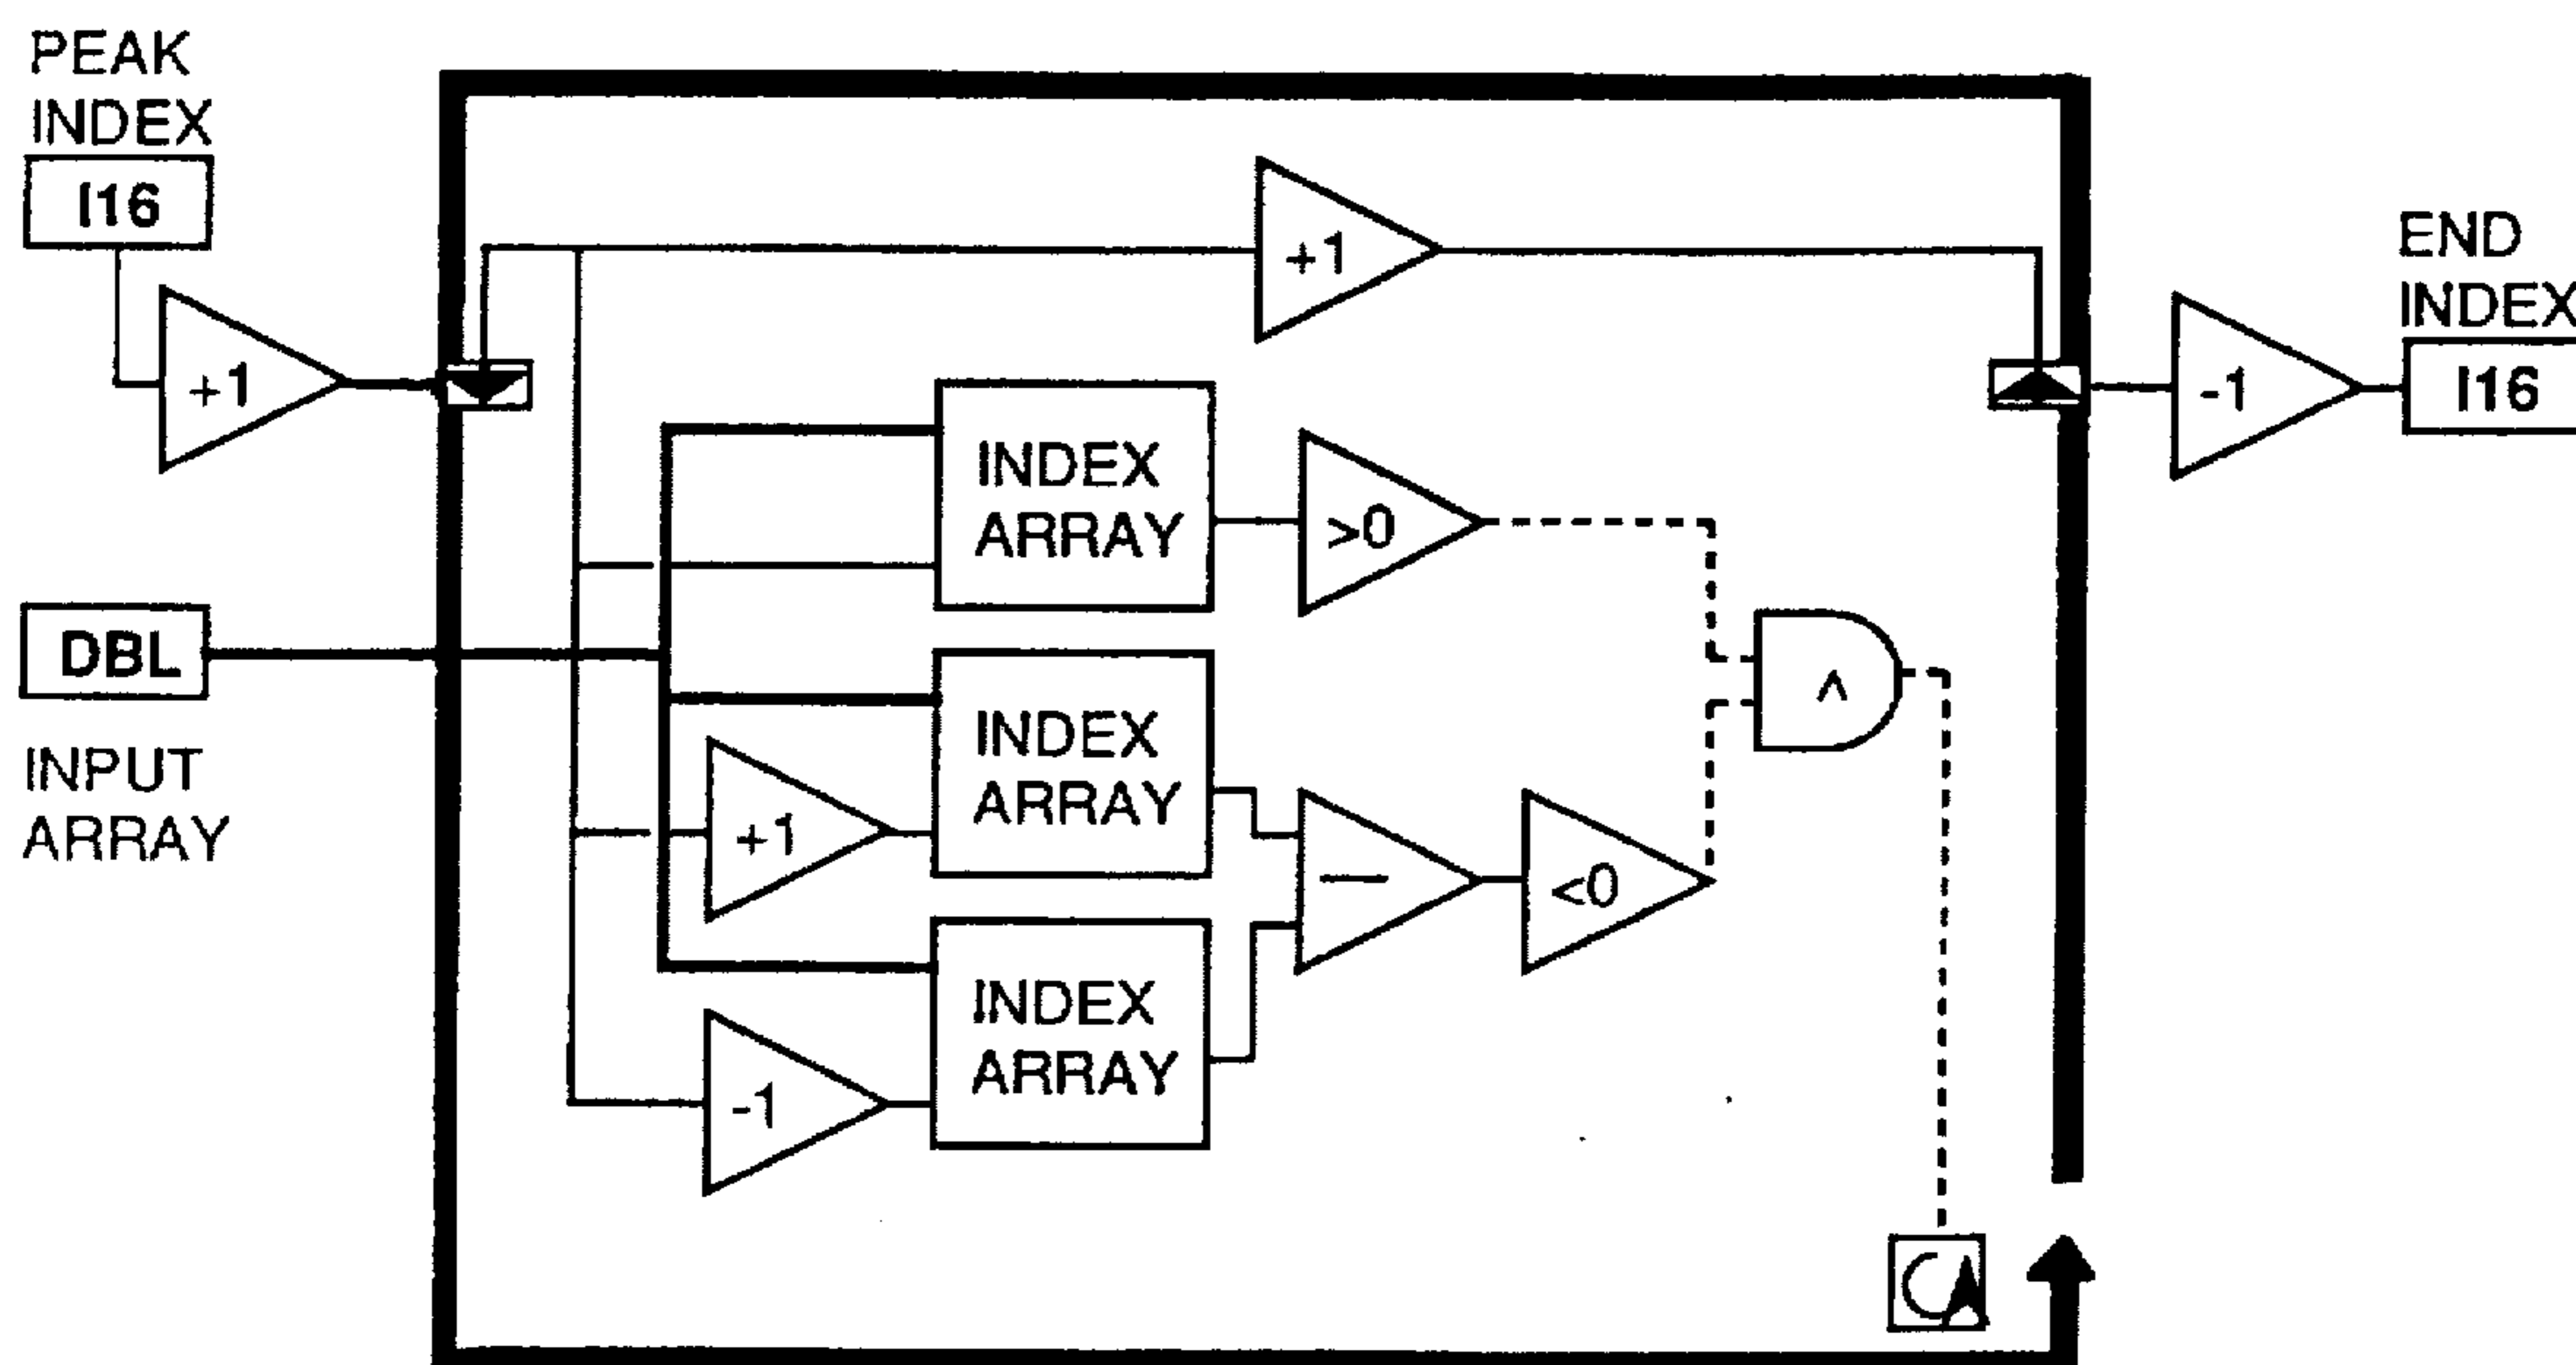 PEAK
INDEX
I16
+1
DBL
INPUT
ARRAY
+1
INDEX
ARRAY
>0
INDEX
ARRAY
+1
—
<0
INDEX
ARRAY
-1
^
END
INDEX
I16
-1